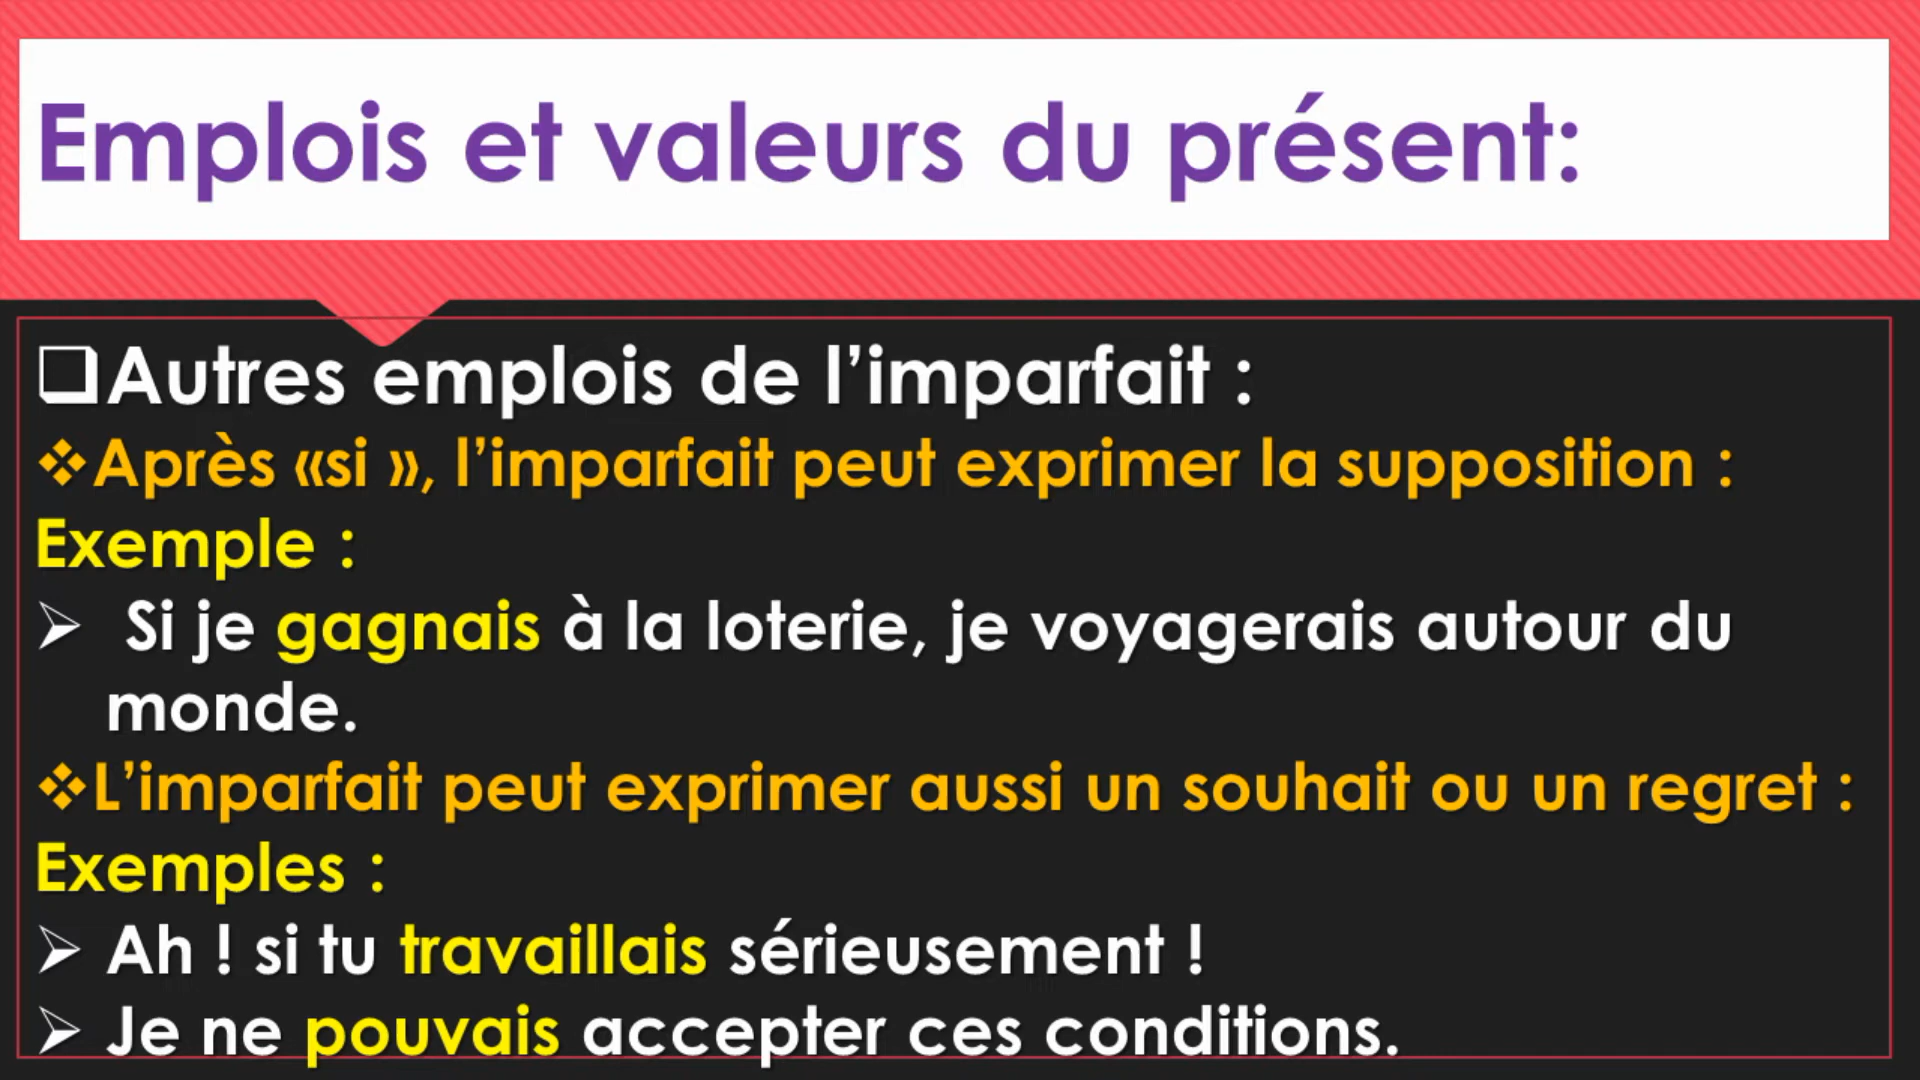 Emplois et valeurs du présent:
❑Autres emplois de l’imparfait :
❖Après «si », l’imparfait peut exprimer la supposition :
Exemple :
➢ Si je gagnais à la loterie, je voyagerais autour du
monde.
❖L’imparfait peut exprimer aussi un souhait ou un regret :
Exemples :
➢ Ah ! si tu travaillais sérieusement !
➢ Je ne pouvais accepter ces conditions.